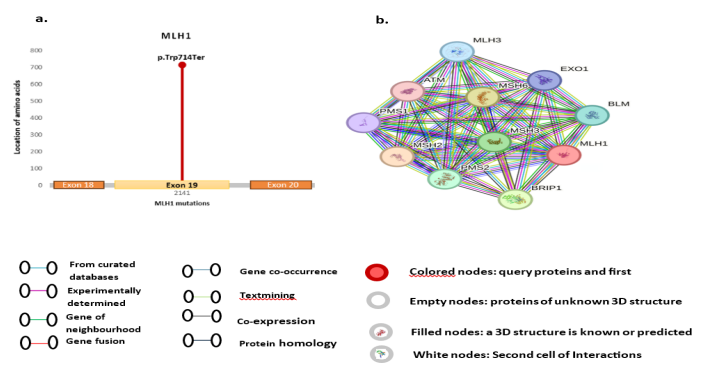 a.
MLH1
p.Trp714Ter
Location of amino acids
800
700
600
500
400
300
200
100
0
Exon 18
Exon 19
Exon 20
2141
MLH1 mutations
b.
MLH3
EXO1
ATM
MSH6
BLM
PMS1
MSH3
MLH1
MSH2
PMS2
BRIP1
From curated
databases
Experimentally
determined
Gene of
neighbourhood
Gene fusion
Gene co-occurrence
Textmining
Co-expression
Protein homology
Colored nodes: query proteins and first
Empty nodes: proteins of unknown 3D structure
Filled nodes: a 3D structure is known or predicted
White nodes: Second cell of Interactions